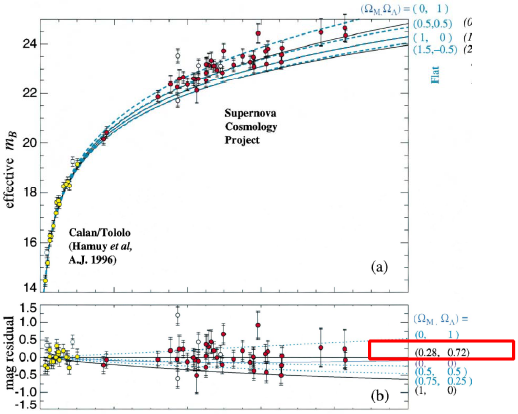 (Ω_M, Ω_Λ) = ( 0, 1 )
(0.5,0.5) (0
( 1, 0 ) (1
(1.5,–0.5) (2
Flat
effective m_B
24
22
20
18
16
14
Supernova
Cosmology
Project
Calan/Tololo
(Hamuy et al,
A.J. 1996)
(a)
mag residual
1.5
1.0
0.5
0.0
-0.5
-1.0
-1.5
(b)
(Ω_M, Ω_Λ) =
( 0, 1 )
(0.28, 0.72)
(0.5, 0.5 )
(0.75, 0.25 )
(1, 0)